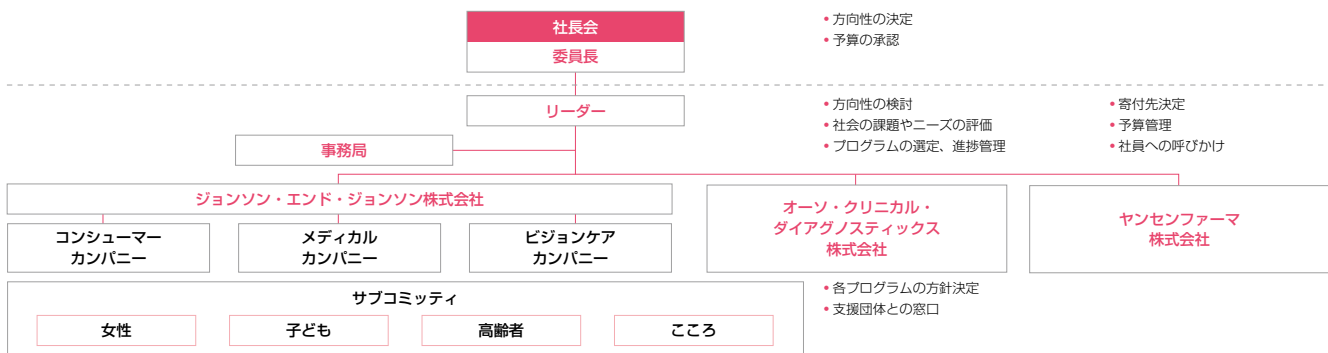 社長会
委員長
• 方向性の決定
• 予算の承認
リーダー
• 方向性の検討
• 社会の課題やニーズの評価
• プログラムの選定、進捗管理
• 寄付先決定
• 予算管理
• 社員への呼びかけ
事務局
ジョンソン・エンド・ジョンソン株式会社
コンシューマー
カンパニー
メディカル
カンパニー
ビジョンケア
カンパニー
オーソ・クリニカル・
ダイアグノスティックス
株式会社
ヤンセンファーマ
株式会社
サブコミッティ
女性
子ども
高齢者
こころ
• 各プログラムの方針決定
• 支援団体との窓口